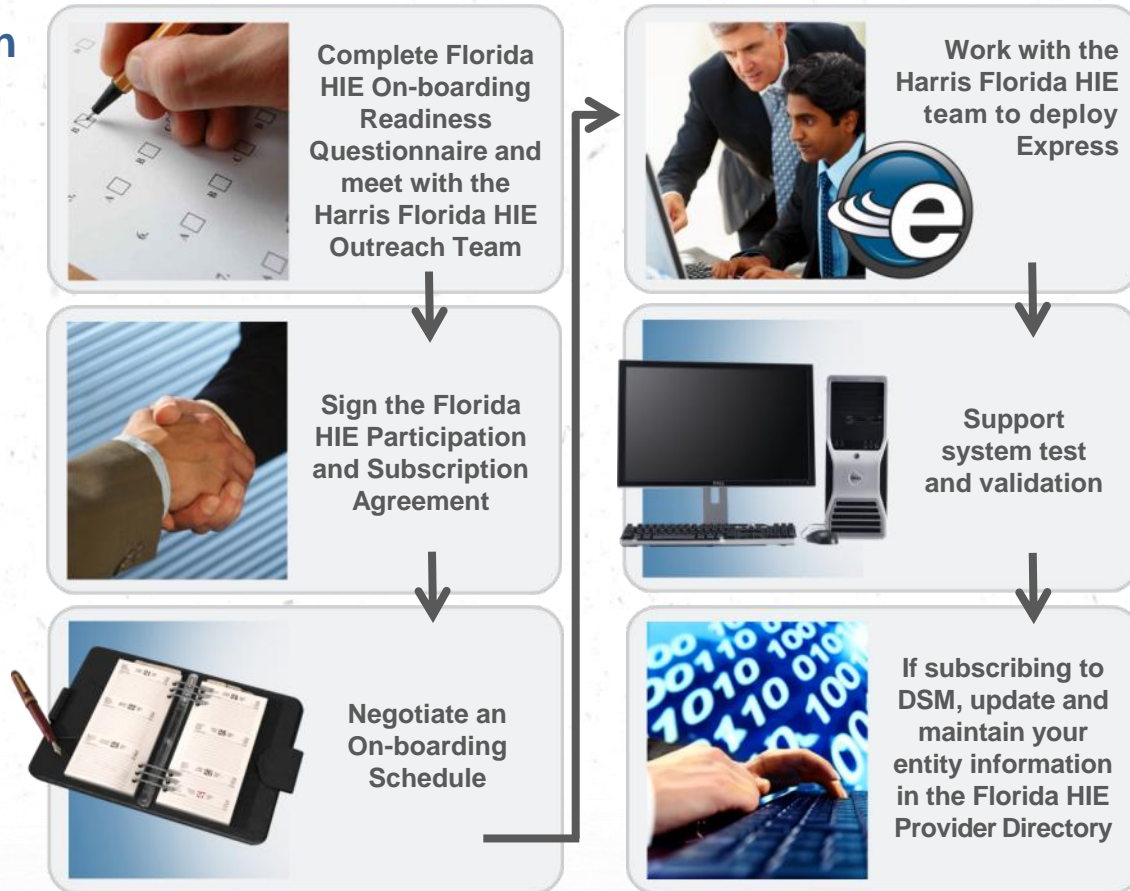 n
Complete Florida
HIE On-boarding
Readiness
Questionnaire and
meet with the
Harris Florida HIE
Outreach Team
Sign the Florida
HIE Participation
and Subscription
Agreement
Negotiate an
On-boarding
Schedule
Work with the
Harris Florida HIE
team to deploy
Express
e
Support
system test
and validation
If subscribing to
DSM, update and
maintain your
entity information
in the Florida HIE
Provider Directory